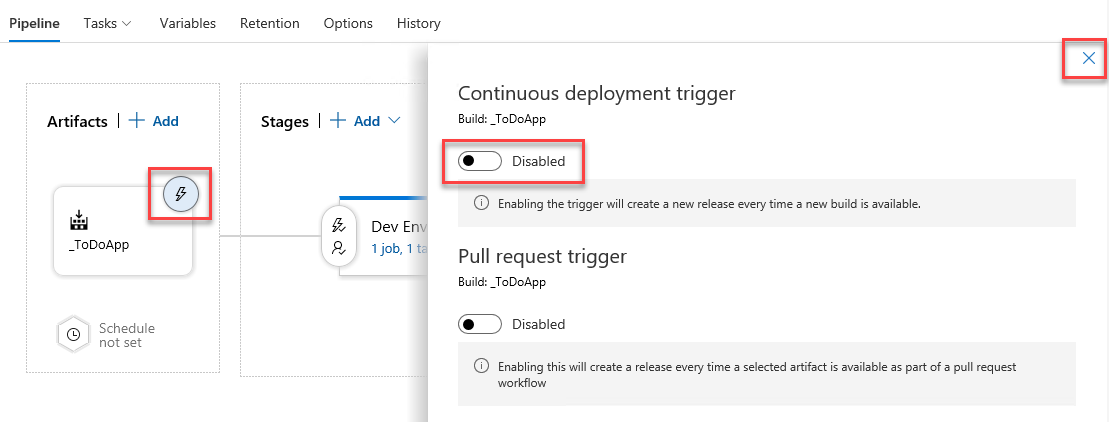 Pipeline Tasks Variables Retention Options History
Artifacts | Add
Stages | Add
_ToDoApp
Schedule
not set
Dev Env
1 job, 1 ta
Continuous deployment trigger
Build: _ToDoApp
Disabled
Enabling the trigger will create a new release every time a new build is available.
Pull request trigger
Build: _ToDoApp
Disabled
Enabling this will create a release every time a selected artifact is available as part of a pull request
workflow